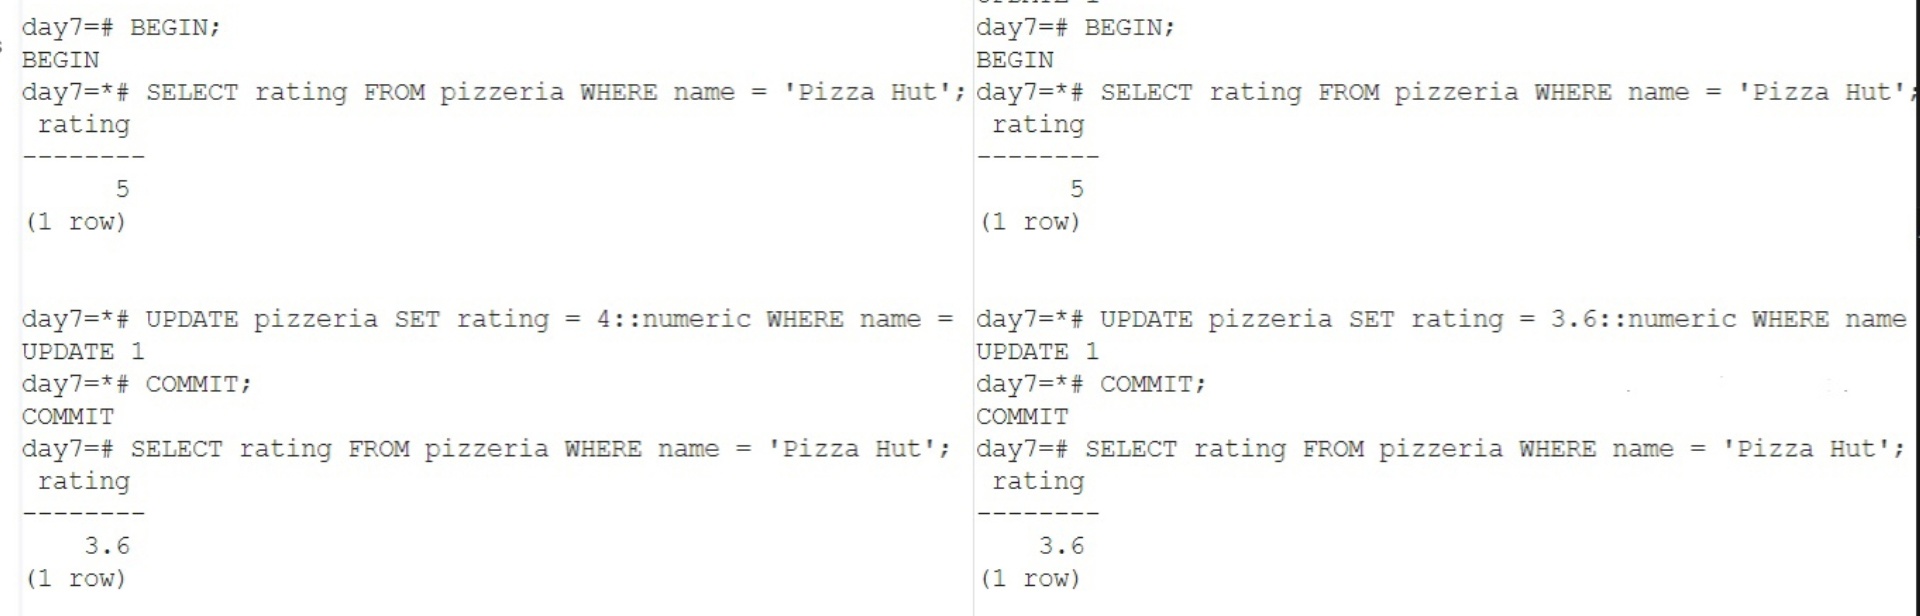 day7=# BEGIN;
BEGIN
day7=*# SELECT rating FROM pizzeria WHERE name = 'Pizza Hut';
 rating
--------
      5
(1 row)
day7=*# UPDATE pizzeria SET rating = 4::numeric WHERE name =
UPDATE 1
day7=*# COMMIT;
COMMIT
day7=# SELECT rating FROM pizzeria WHERE name = 'Pizza Hut';
 rating
--------
    3.6
(1 row)
day7=# BEGIN;
BEGIN
day7=*# SELECT rating FROM pizzeria WHERE name = 'Pizza Hut';
 rating
--------
      5
(1 row)
day7=*# UPDATE pizzeria SET rating = 3.6::numeric WHERE name
UPDATE 1
day7=*# COMMIT;
COMMIT
day7=# SELECT rating FROM pizzeria WHERE name = 'Pizza Hut';
 rating
--------
    3.6
(1 row)